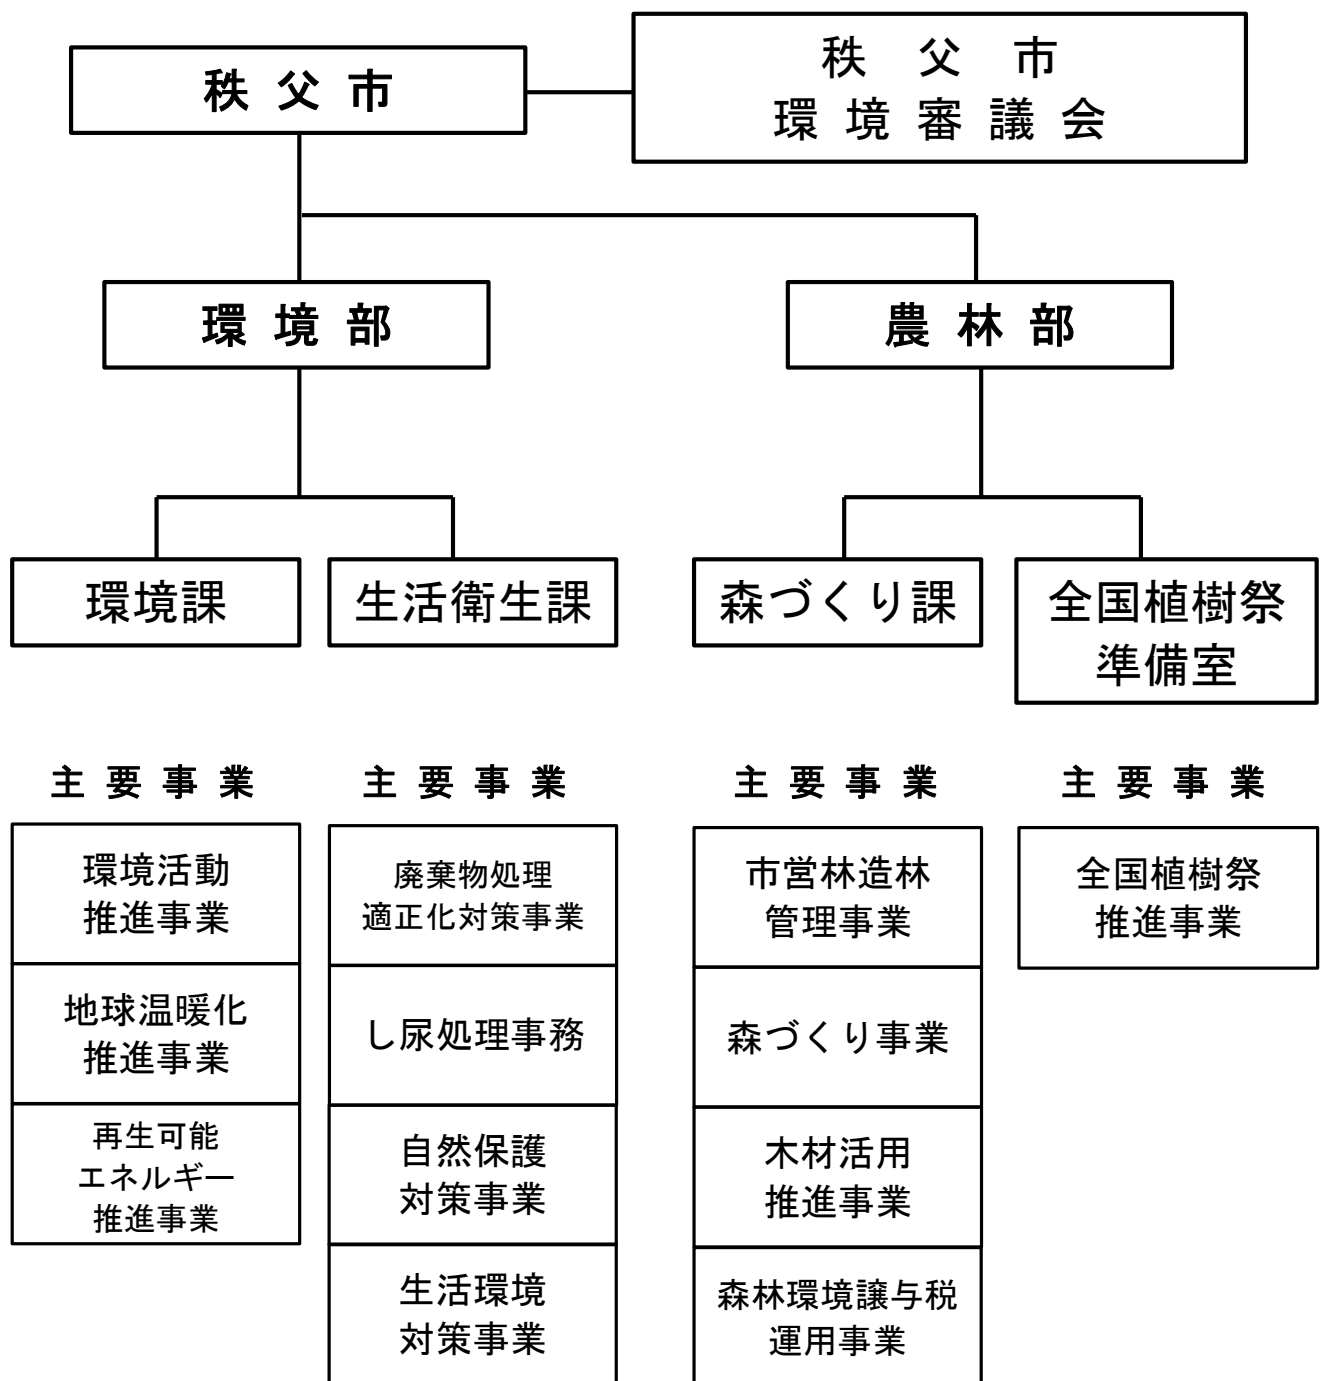 秩父市
秩父市
環境審議会
環境部
農林部
環境課
生活衛生課
森づくり課
全国植樹祭
準備室
主要事業
環境活動
推進事業
地球温暖化
推進事業
再生可能
エネルギー
推進事業
主要事業
廃棄物処理
適正化対策事業
し尿処理事務
自然保護
対策事業
生活環境
対策事業
主要事業
市営林造林
管理事業
森づくり事業
木材活用
推進事業
森林環境譲与税
運用事業
主要事業
全国植樹祭
推進事業